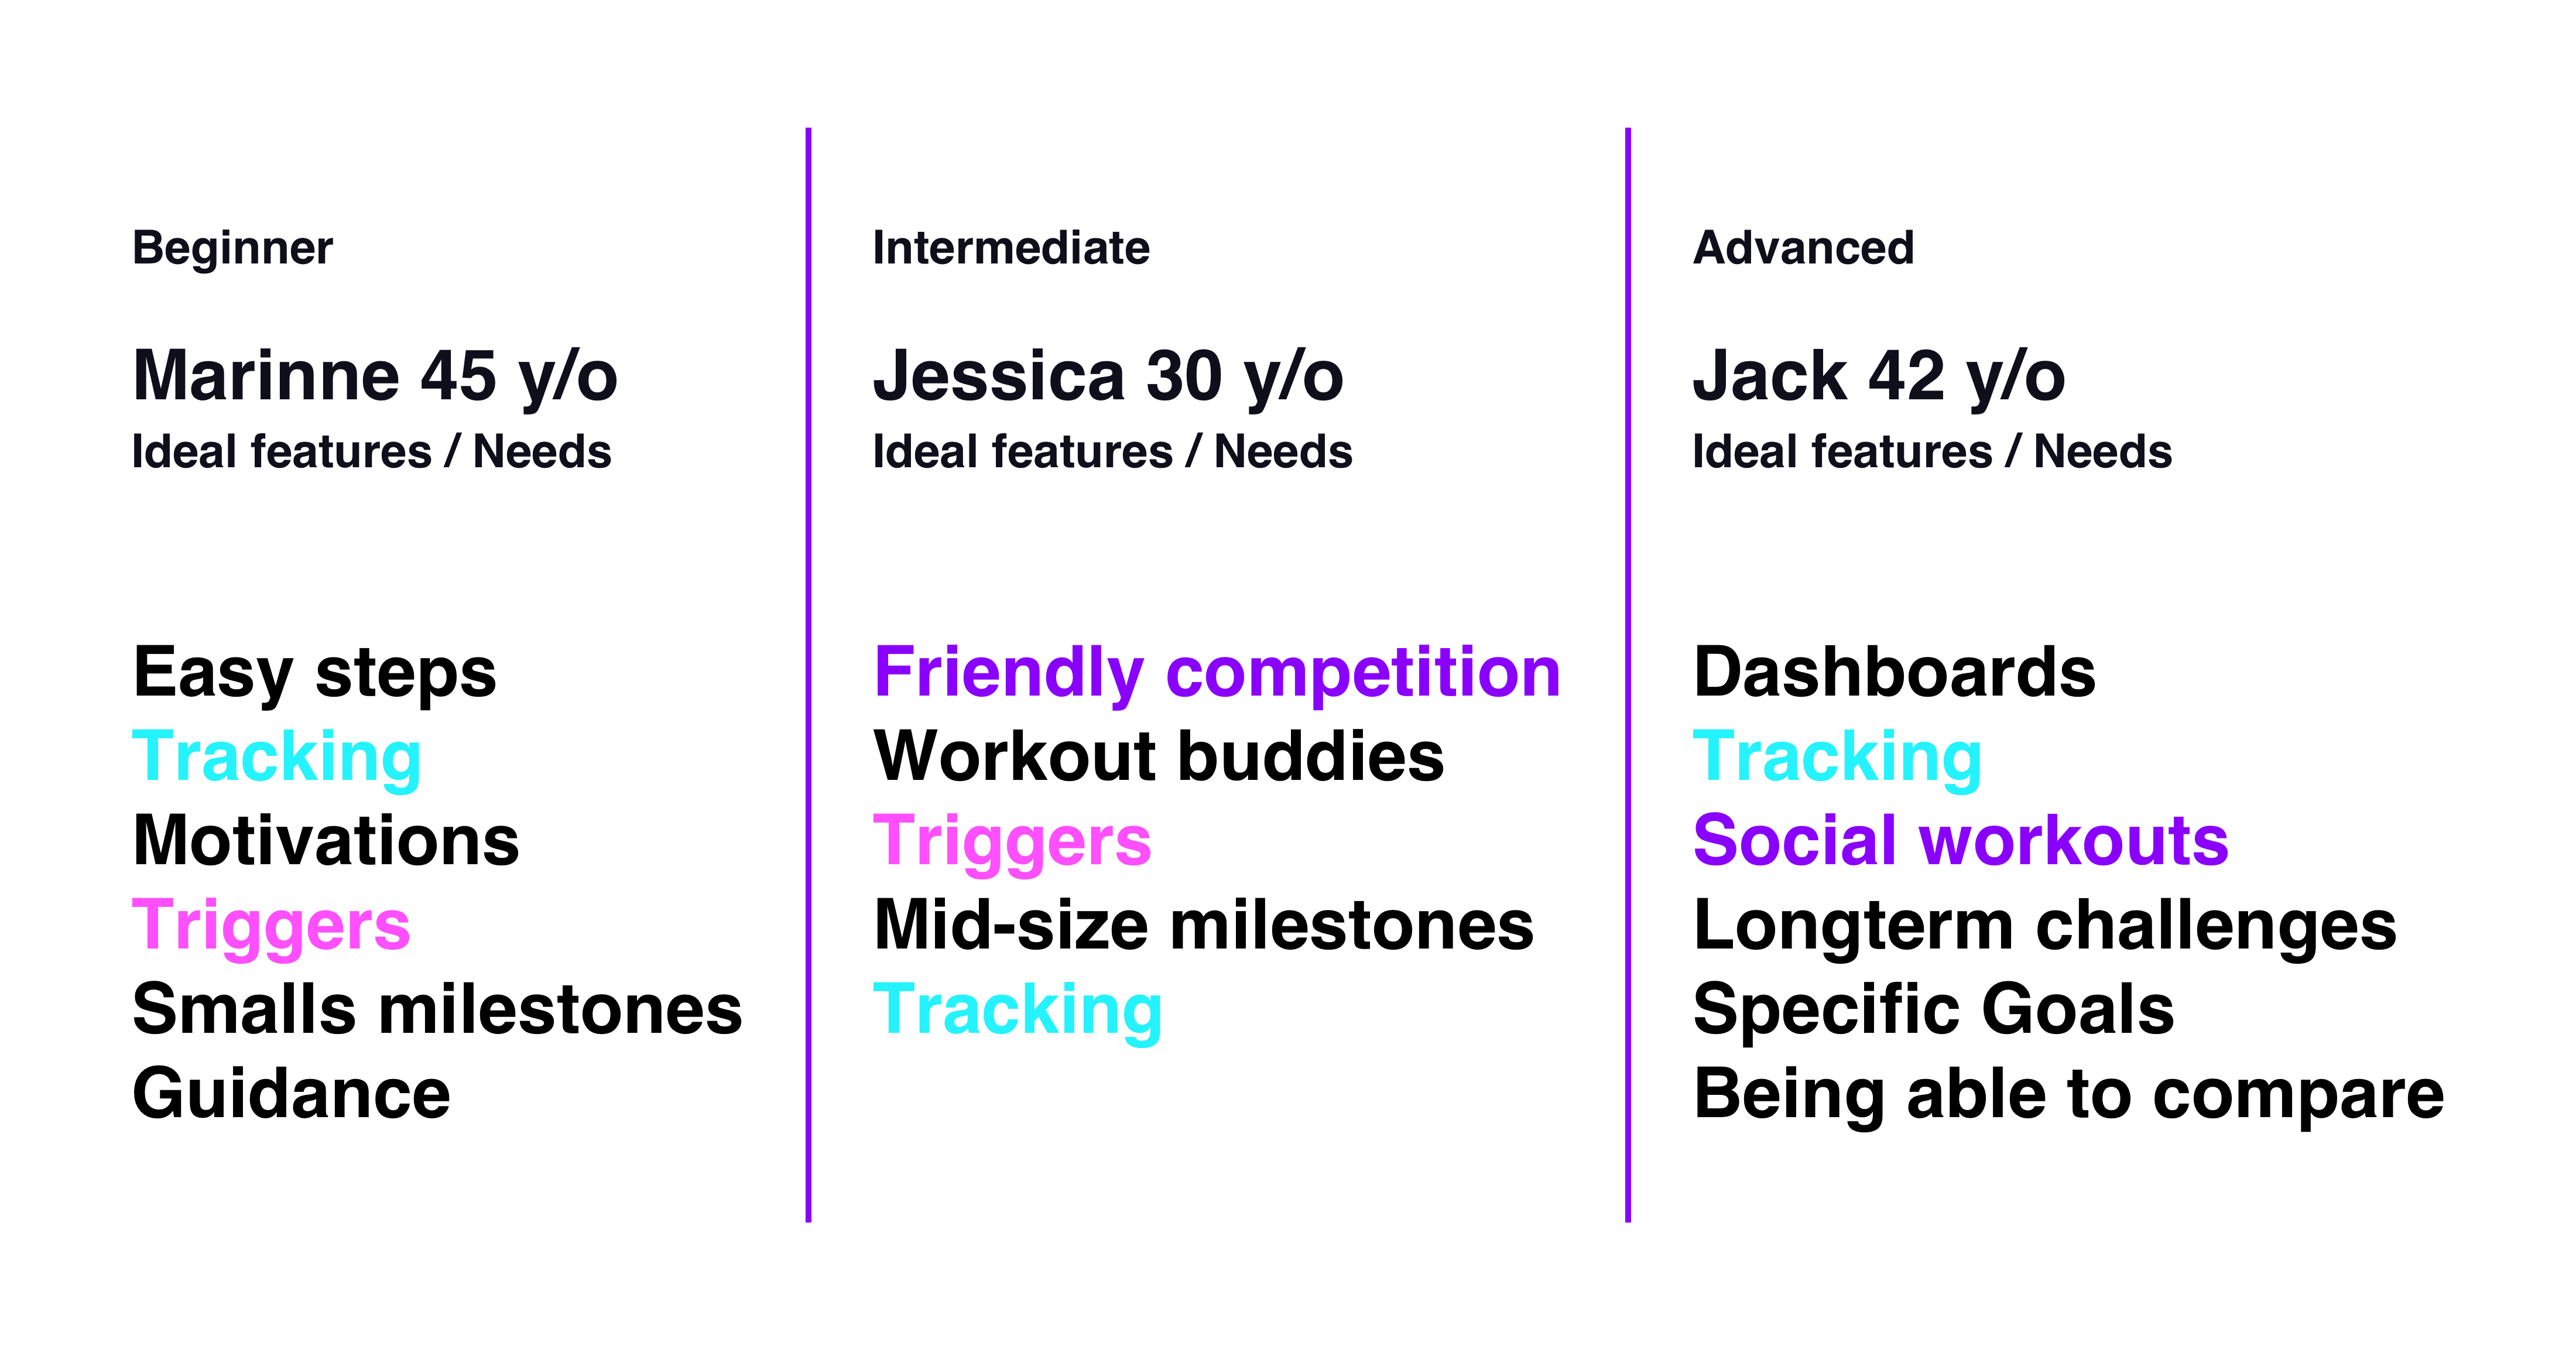 Beginner
Marinne 45 y/o
Ideal features / Needs
Easy steps
Tracking
Motivations
Triggers
Smalls milestones
Guidance
Intermediate
Jessica 30 y/o
Ideal features / Needs
Friendly competition
Workout buddies
Triggers
Mid-size milestones
Tracking
Advanced
Jack 42 y/o
Ideal features / Needs
Dashboards
Tracking
Social workouts
Longterm challenges
Specific Goals
Being able to compare